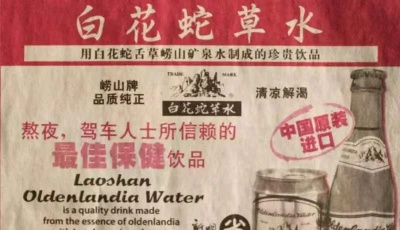 白花蛇草水
用白花蛇舌草崂山矿泉水制成的珍贵饮品
崂山牌
品质纯正
TRADE MARK
白花蛇草水
清凉解渴
熬夜，驾车人士所信赖的
最佳保健饮品
中国原装
进口
Laoshan
Oldenlandia Water
is a quality drink made
from the essence of oldenlandia